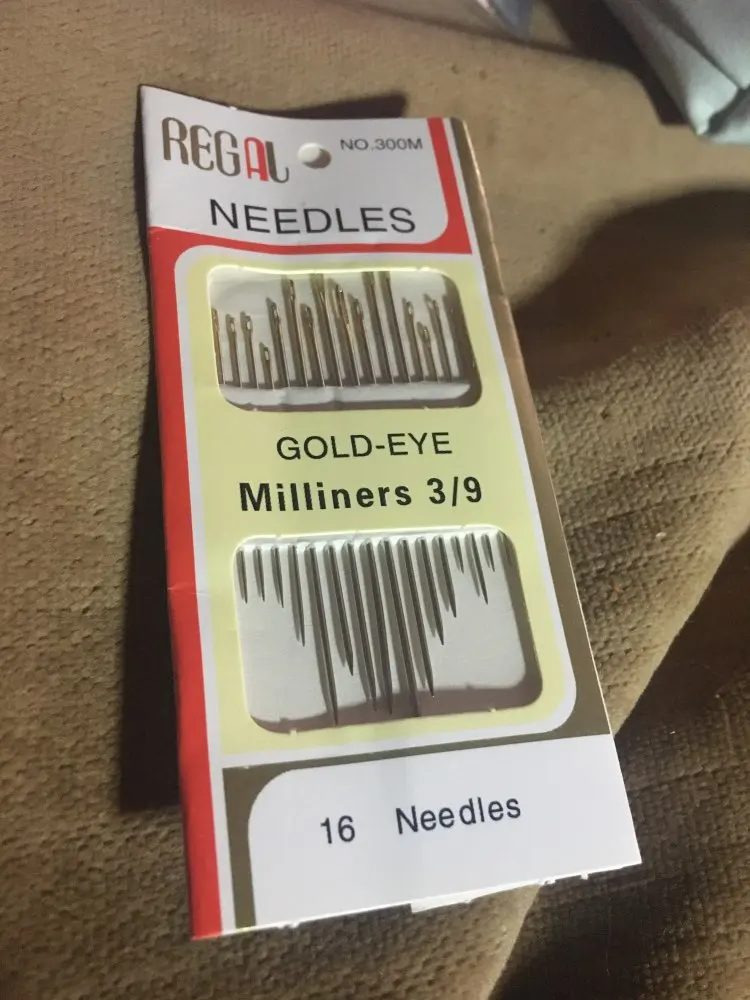 REGAL
NO.300M
NEEDLES
GOLD-EYE
Milliners 3/9
16 Needles